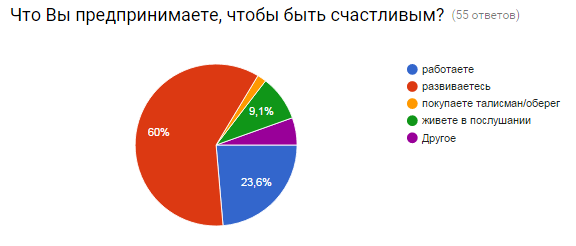 Что Вы предпринимаете, чтобы быть счастливым? (55 ответов)
работаете
развиваетесь
покупаете талисман/оберег
живете в послушании
Другое
60%
9,1%
23,6%